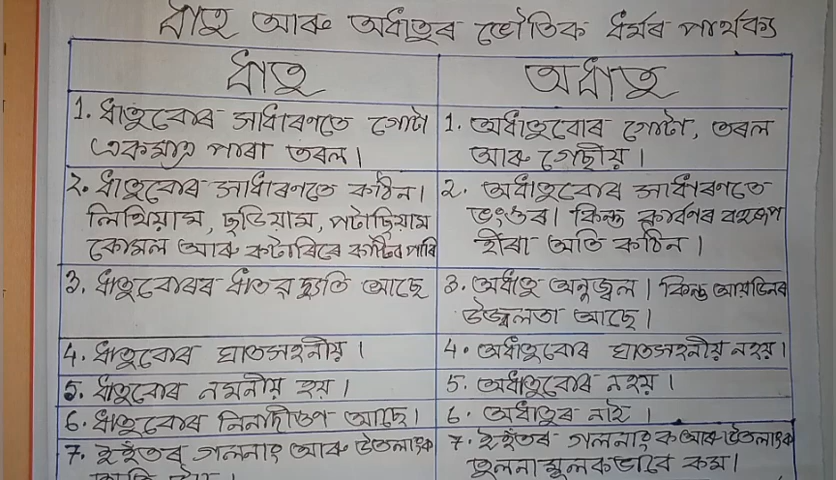 ধাতু আৰু অধাতুৰ ভৌতিক ধৰ্মৰ পাৰ্থক্য
ধাতু
অধাতু
1. ধাতুবোৰ সাধাৰণতে গোটা
একমাত্ৰ পাৰা তৰল।
1. অধাতুবোৰ গোটা, তৰল
আৰু গেছীয়।
২. ধাতুবোৰ সাধাৰণতে কঠিন।
লিথিয়াম, ছডিয়াম, পটাছিয়াম
কোমল আৰু কটাৰিৰে কাটিব পাৰি
2. অধাতুবোৰ সাধাৰণতে
ভংগুৰ। কিন্তু কাৰ্বনৰ বহুৰূপ
হীৰা অতি কঠিন।
3. ধাতুবোৰৰ ধাতৱ দ্যুতি আছে
3. অধাতু অনুজ্বল। কিন্তু আয়ডিনৰ
উজ্বলতা আছে।
4. ধাতুবোৰ ঘাতসহনীয়।
4. অধাতুবোৰ ঘাতসহনীয় নহয়।
5. ধাতুবোৰ নমনীয় হয়।
5. অধাতুবোৰ নহয়।
6. ধাতুবোৰ নিনাদীগুণ আছে।
6. অধাতুৰ নাই।
7. ইহঁতৰ গলনাংক আৰু উতলাংক
7. ইহঁতৰ গলনাংক আৰু উতলাংক
তুলনামূলকভাবে কম।